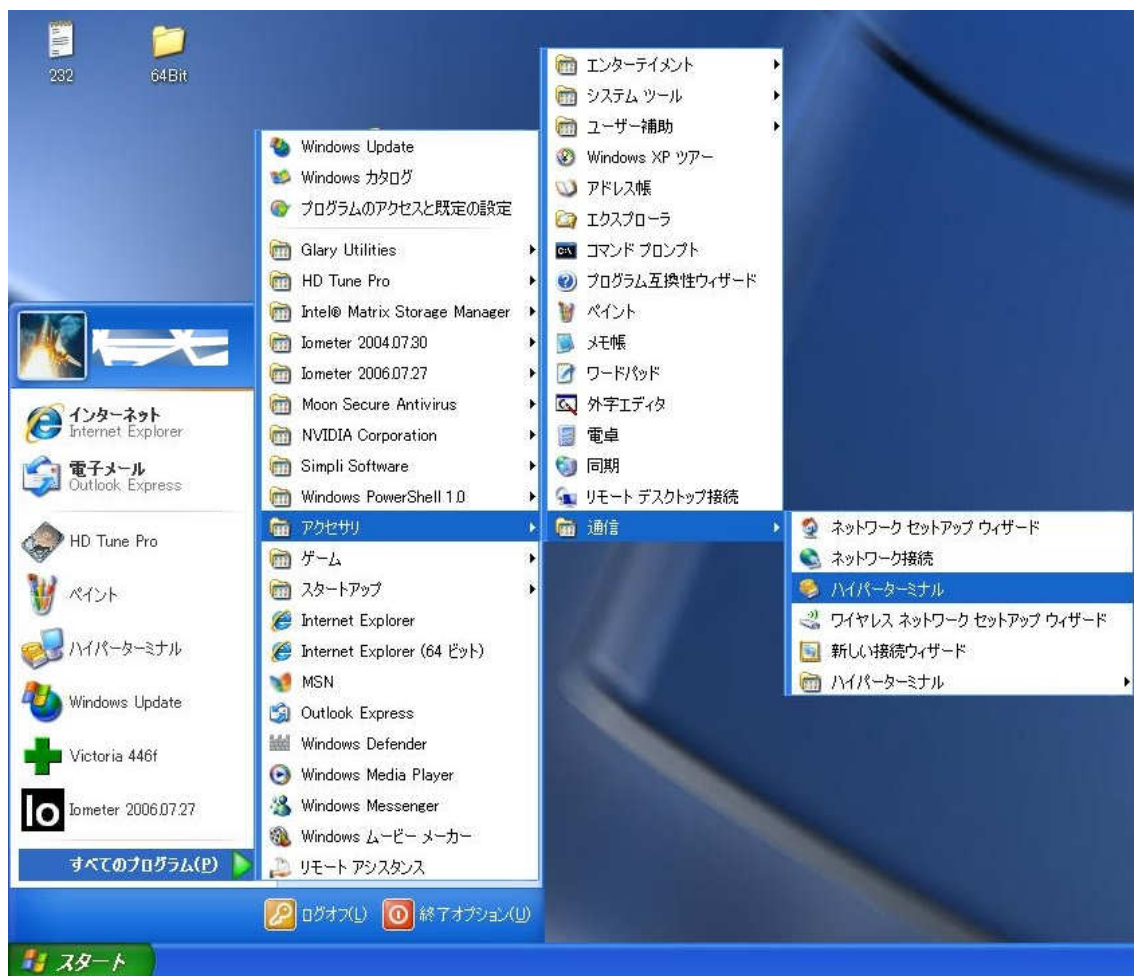 232
64Bit
インターネット
Internet Explorer
電子メール
Outlook Express
HD Tune Pro
ペイント
ハイパーターミナル
Windows Update
Victoria 446f
Iometer 2006.07.27
すべてのプログラム(P)
Windows Update
Windows カタログ
プログラムのアクセスと既定の設定
Glary Utilities
HD Tune Pro
Intel® Matrix Storage Manager
Iometer 2004.07.30
Iometer 2006.07.27
Moon Secure Antivirus
NVIDIA Corporation
Simpli Software
Windows PowerShell 1.0
アクセサリ
ゲーム
スタートアップ
Internet Explorer
Internet Explorer (64 ビット)
MSN
Outlook Express
Windows Defender
Windows Media Player
Windows Messenger
Windows ムービー メーカー
リモート アシスタンス
エンターテイメント
システム ツール
ユーザー補助
Windows XP ツアー
アドレス帳
エクスプローラ
コマンド プロンプト
プログラム互換性ウィザード
ペイント
メモ帳
ワードパッド
外字エディタ
電卓
同期
リモート デスクトップ接続
通信
ネットワーク セットアップ ウィザード
ネットワーク接続
ハイパーターミナル
ワイヤレス ネットワーク セットアップ ウィザード
新しい接続ウィザード
ハイパーターミナル
ログオフ(L)
終了オプション(U)
スタート